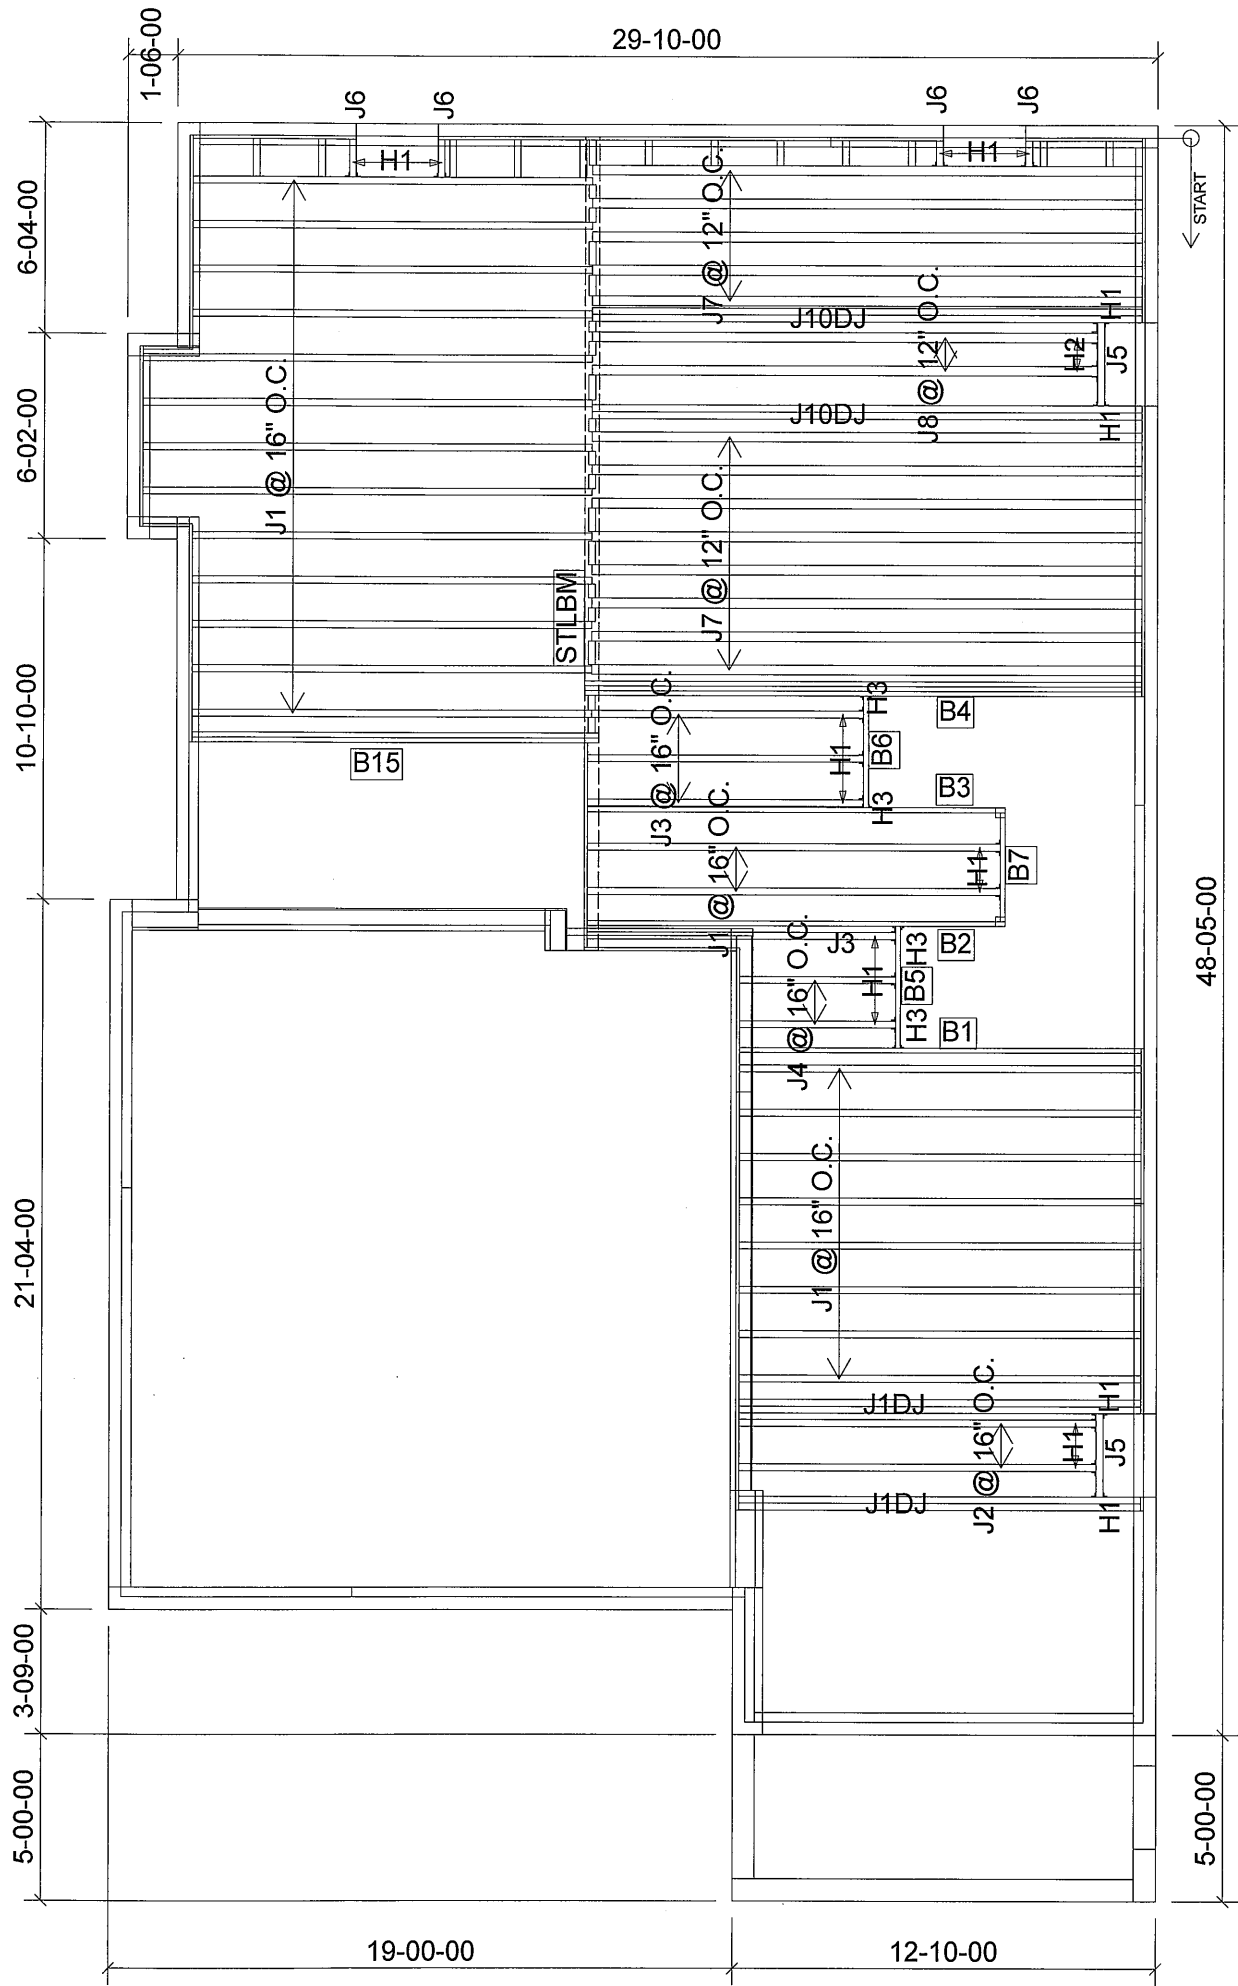 29-10-00
1-06-00
J6
J6
J6
J6
H1
H1
6-04-00
J7 @ 12" O.C.
START
J10DJ
H1
J1 @ 16" O.C.
J8 @ 12" O.C.
H2
J5
J10DJ
H1
6-02-00
J7 @ 12" O.C.
STLBM
10-10-00
B15
J3 @ 16" O.C.
H3
B4
H1
B6
H3
B3
J1 @ 16" O.C.
H1
B7
48-05-00
J3
H3
B2
J4 @ 16" O.C.
H1
B5
H3
B1
21-04-00
J1 @ 16" O.C.
J1DJ
H1
J2 @ 16" O.C.
H1
J5
J1DJ
H1
3-09-00
5-00-00
5-00-00
19-00-00
12-10-00